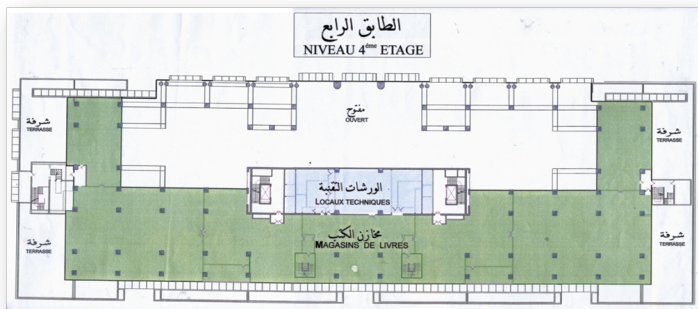 الطابق الرابع
NIVEAU 4ème ETAGE
شرفة
TERRASSE
مفتوح
OUVERT
شرفة
TERRASSE
الورشات التقنية
LOCAUX TECHNIQUES
مخازن الكتب
MAGASINS DE LIVRES
شرفة
TERRASSE
شرفة
TERRASSE